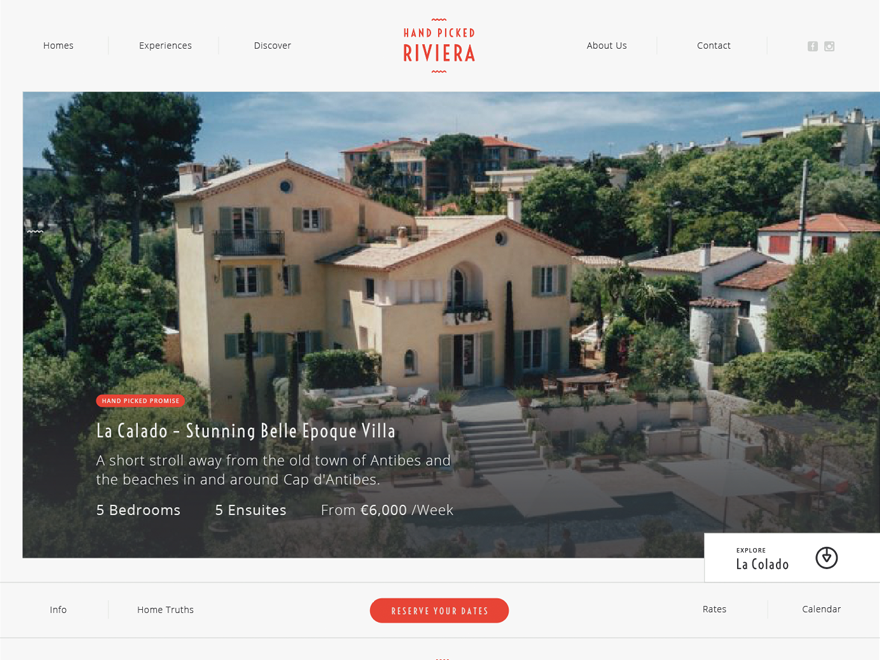 Homes
Experiences
Discover
HAND PICKED
RIVIERA
About Us
Contact
HAND PICKED PROMISE
La Calado - Stunning Belle Epoque Villa
A short stroll away from the old town of Antibes and
the beaches in and around Cap d'Antibes.
5 Bedrooms 5 Ensuites From €6,000 /Week
EXPLORE
La Colado
Info
Home Truths
RESERVE YOUR DATES
Rates
Calendar